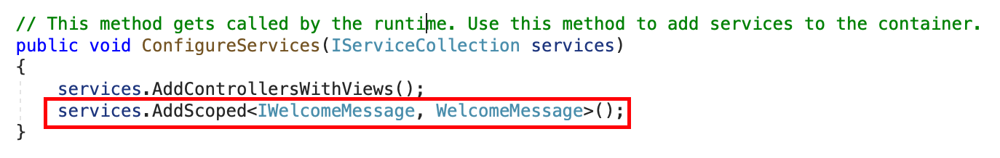 // This method gets called by the runtime. Use this method to add services to the container.
public void ConfigureServices(IServiceCollection services)
{
    services.AddControllersWithViews();
    services.AddScoped<IWelcomeMessage, WelcomeMessage>();
}